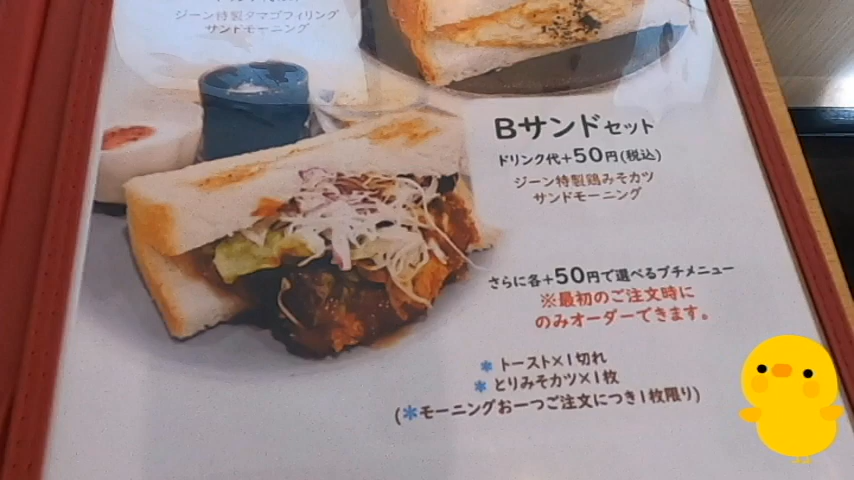 ジーン特製タマゴフィリング
サンドモーニング
Bサンドセット
ドリンク代+50円(税込)
ジーン特製鶏みそカツ
サンドモーニング
さらに各+50円で選べるプチメニュー
※最初のご注文時に
のみオーダーできます。
＊トースト×1切れ
＊とりみそカツ×1枚
(＊モーニングお一つご注文につき1枚限り)